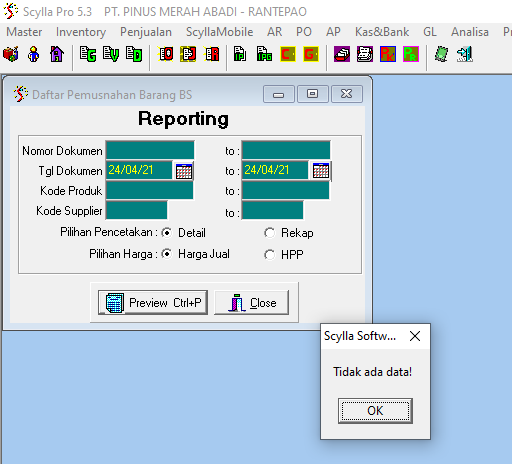 Scylla Pro 5.3 PT. PINUS MERAH ABADI - RANTEPAO
Master Inventory Penjualan ScyllaMobile AR PO AP Kas&Bank GL Analisa
Daftar Pemusnahan Barang BS
Reporting
Nomor Dokumen to :
Tgl Dokumen 24/04/21 to : 24/04/21
Kode Produk to :
Kode Supplier to :
Pilihan Pencetakan : Detail Rekap
Pilihan Harga : Harga Jual HPP
Preview Ctrl+P Close
Scylla Softw...
Tidak ada data!
OK